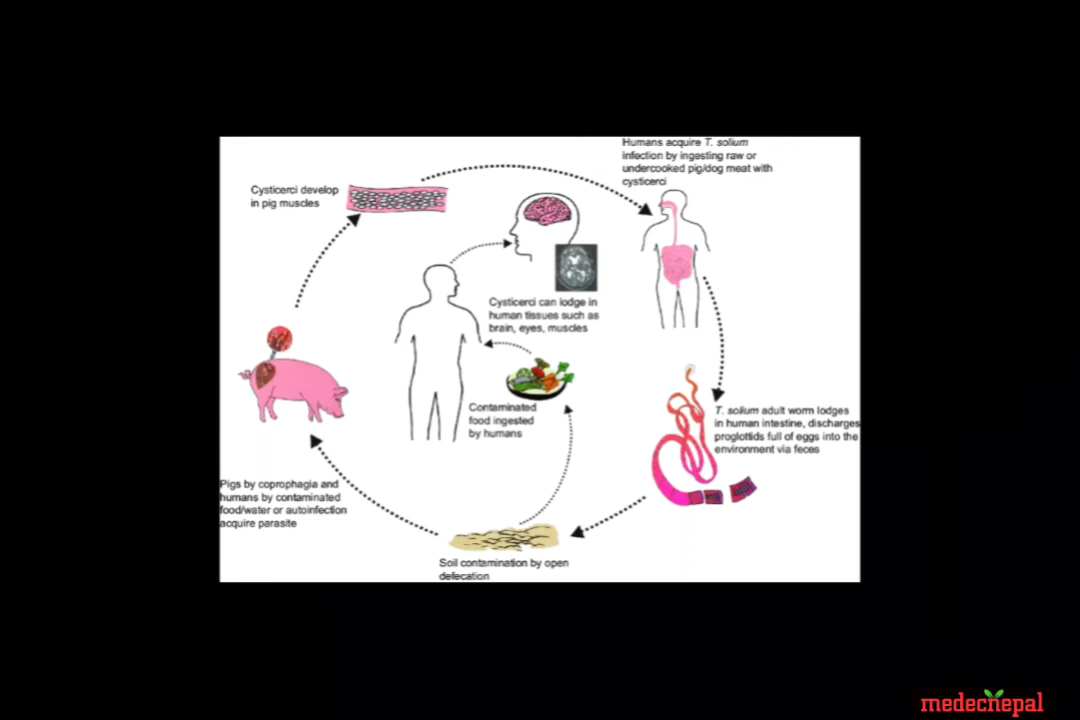 Humans acquire T. solium
infection by ingesting raw or
undercooked pig/dog meat with
cysticerci
Cysticerci develop
in pig muscles
Cysticerci can lodge in
human tissues such as
brain, eyes, muscles
Contaminated
food ingested
by humans
T. solium adult worm lodges
in human intestine, discharges
proglottids full of eggs into the
environment via feces
Pigs by coprophagia and
humans by contaminated
food/water or autoinfection
acquire parasite
Soil contamination by open
defecation
medecnepal